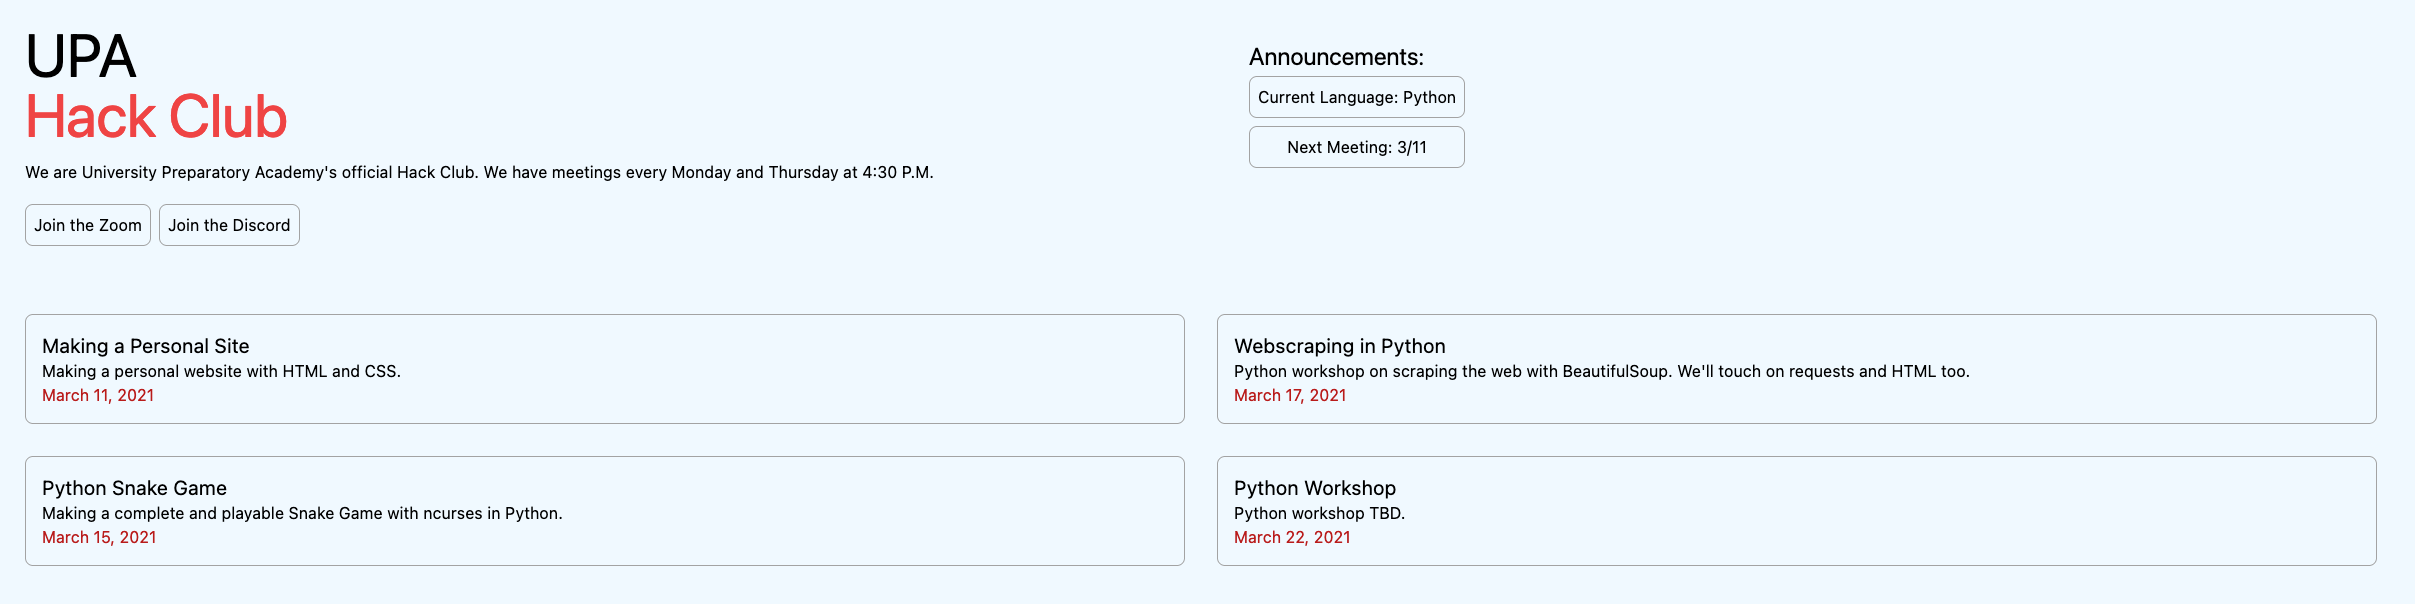 UPA
Hack Club
We are University Preparatory Academy's official Hack Club. We have meetings every Monday and Thursday at 4:30 P.M.
Join the Zoom
Join the Discord
Announcements:
Current Language: Python
Next Meeting: 3/11
Making a Personal Site
Making a personal website with HTML and CSS.
March 11, 2021
Webscraping in Python
Python workshop on scraping the web with BeautifulSoup. We'll touch on requests and HTML too.
March 17, 2021
Python Snake Game
Making a complete and playable Snake Game with ncurses in Python.
March 15, 2021
Python Workshop
Python workshop TBD.
March 22, 2021